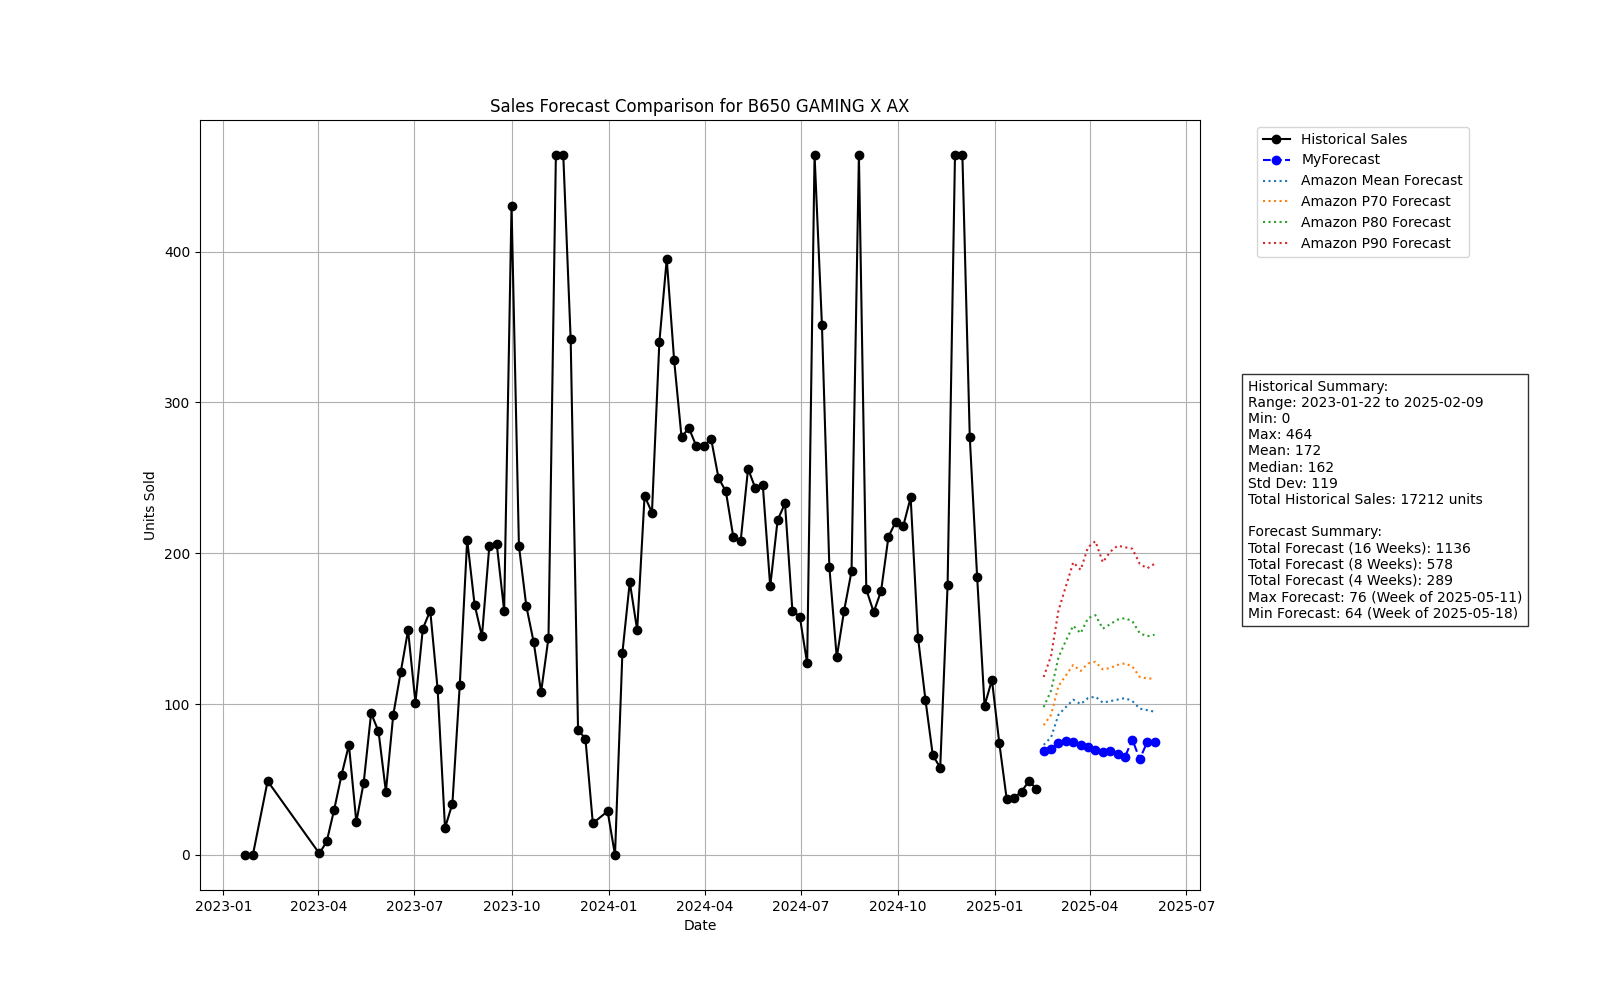 Sales Forecast Comparison for B650 GAMING X AX
Historical Sales
MyForecast
Amazon Mean Forecast
Amazon P70 Forecast
Amazon P80 Forecast
Amazon P90 Forecast
Units Sold
400
300
200
100
0
2023-01
2023-04
2023-07
2023-10
2024-01
2024-04
2024-07
2024-10
2025-01
2025-04
2025-07
Date
Historical Summary:
Range: 2023-01-22 to 2025-02-09
Min: 0
Max: 464
Mean: 172
Median: 162
Std Dev: 119
Total Historical Sales: 17212 units
Forecast Summary:
Total Forecast (16 Weeks): 1136
Total Forecast (8 Weeks): 578
Total Forecast (4 Weeks): 289
Max Forecast: 76 (Week of 2025-05-11)
Min Forecast: 64 (Week of 2025-05-18)